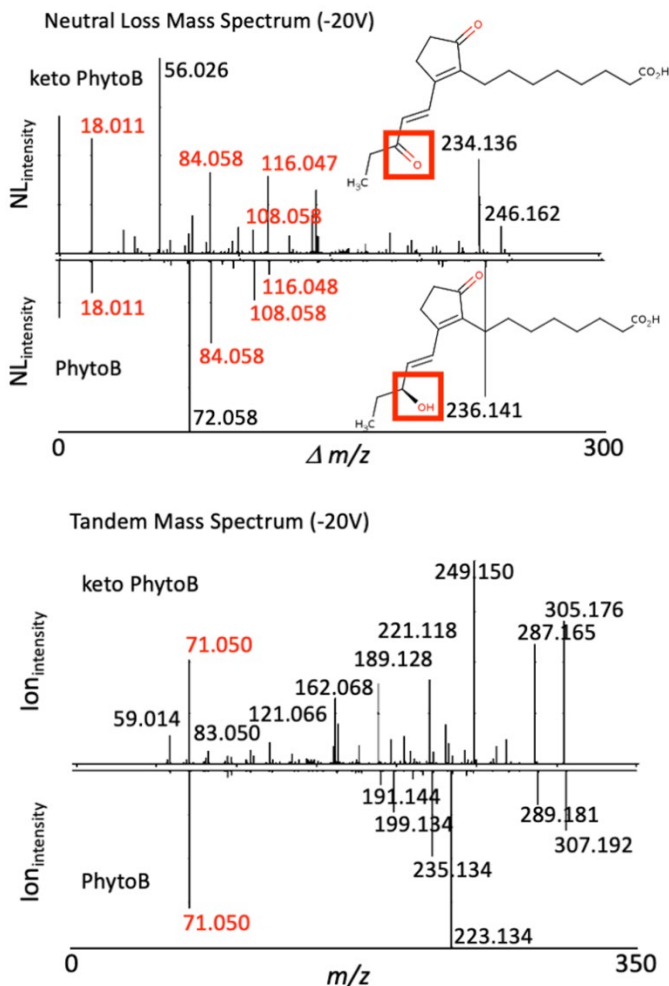 Neutral Loss Mass Spectrum (-20V)
keto PhytoB
56.026
O
CO₂H
18.011
84.058
116.047
O
H₃C
234.136
108.058
246.162
NLintensity
116.048
O
18.011
108.058
CO₂H
84.058
NLintensity
PhytoB
OH
236.141
72.058
H₃C
0
Δ m/z
300
Tandem Mass Spectrum (-20V)
keto PhytoB
249.150
305.176
221.118
287.165
71.050
189.128
162.068
59.014
121.066
83.050
Ionintensity
191.144
289.181
199.134
307.192
235.134
Ionintensity
PhytoB
71.050
223.134
0
m/z
350